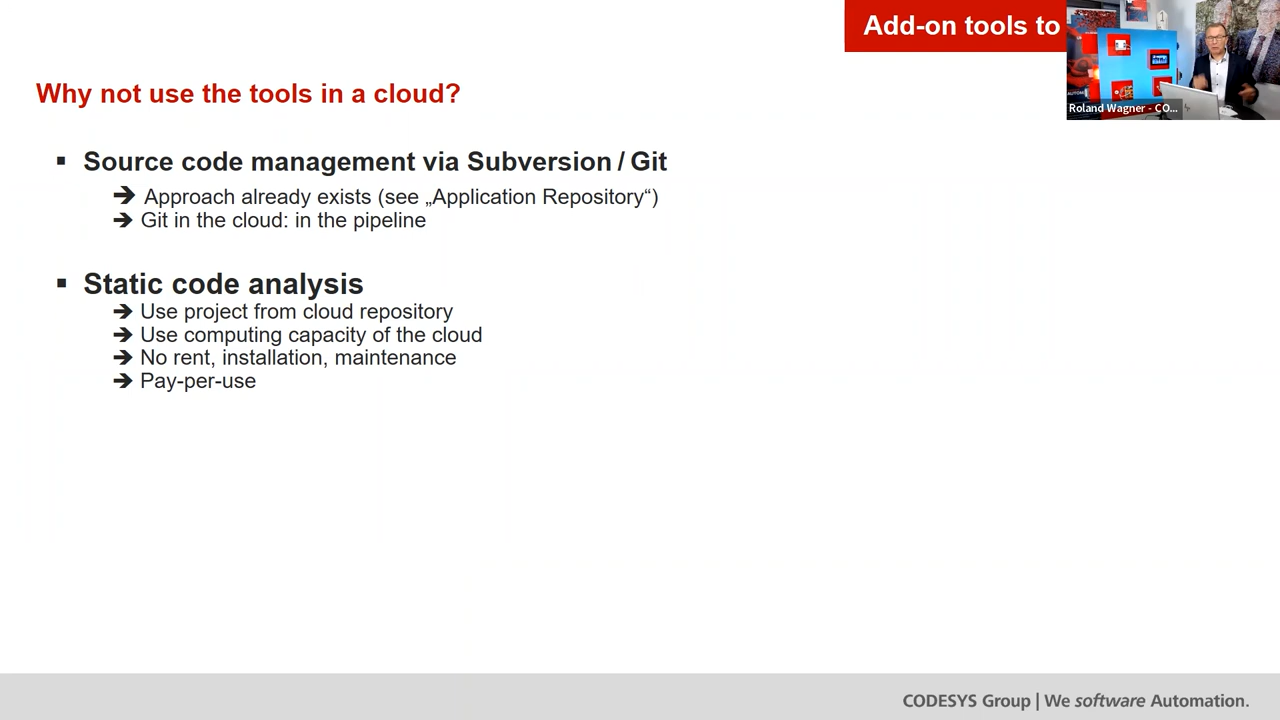 Add-on tools to
Roland Wagner - CO...
Why not use the tools in a cloud?
▪ Source code management via Subversion / Git
➔ Approach already exists (see „Application Repository“)
➔ Git in the cloud: in the pipeline
▪ Static code analysis
➔ Use project from cloud repository
➔ Use computing capacity of the cloud
➔ No rent, installation, maintenance
➔ Pay-per-use
CODESYS Group | We software Automation.